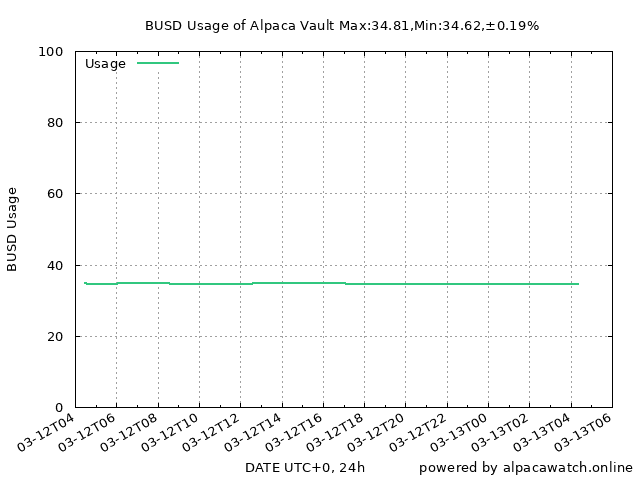 BUSD Usage of Alpaca Vault Max:34.81,Min:34.62,±0.19%
100
Usage
80
60
BUSD Usage
40
20
0
03-12T04
03-12T06
03-12T08
03-12T10
03-12T12
03-12T14
03-12T16
03-12T18
03-12T20
03-12T22
03-13T00
03-13T02
03-13T04
03-13T06
DATE UTC+0, 24h
powered by alpacawatch.online